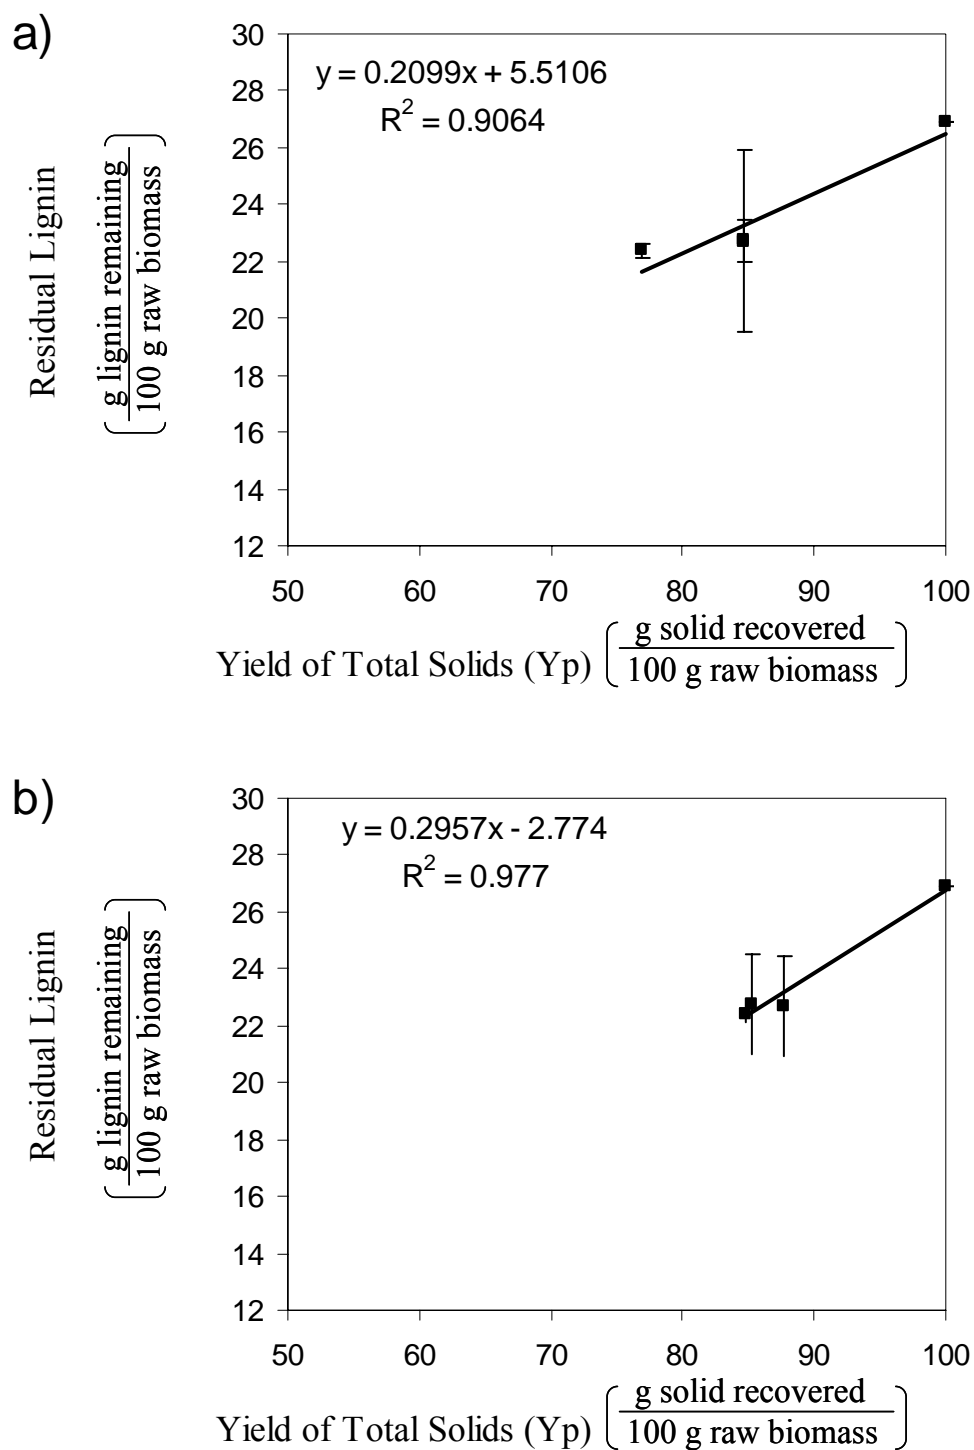 a)
y = 0.2099x + 5.5106
R² = 0.9064
30
28
26
24
22
20
18
16
14
12
Residual Lignin
g lignin remaining
100 g raw biomass
50 60 70 80 90 100
Yield of Total Solids (Yp)
g solid recovered
100 g raw biomass
b)
y = 0.2957x - 2.774
R² = 0.977
30
28
26
24
22
20
18
16
14
12
Residual Lignin
g lignin remaining
100 g raw biomass
50 60 70 80 90 100
Yield of Total Solids (Yp)
g solid recovered
100 g raw biomass